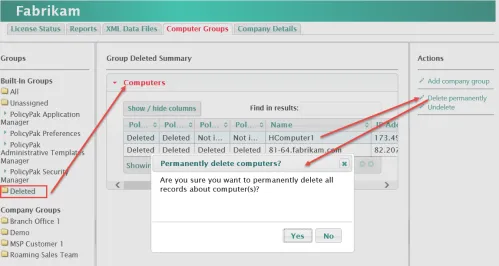 Fabrikam
License Status Reports XML Data Files Computer Groups Company Details
Groups
Built-In Groups
All
Unassigned
PolicyPak Application
Manager
PolicyPak Preferences
PolicyPak
Administrative Templates
Manager
PolicyPak Security
Manager
Deleted
Company Groups
Branch Office 1
Demo
MSP Customer 1
Roaming Sales Team
Group Deleted Summary
Computers
Show / hide columns Find in results:
Pol... Pol... Pol... Pol... Name IP Add
Deleted Deleted Not i... Not i... HComputer1 173.49
Deleted Deleted Deleted Deleted 81-64.fabrikam.com 82.207
Showin
Permanently delete computers?
Are you sure you want to permanently delete all
records about computer(s)?
Yes No
Actions
Add company group
Delete permanently
Undelete